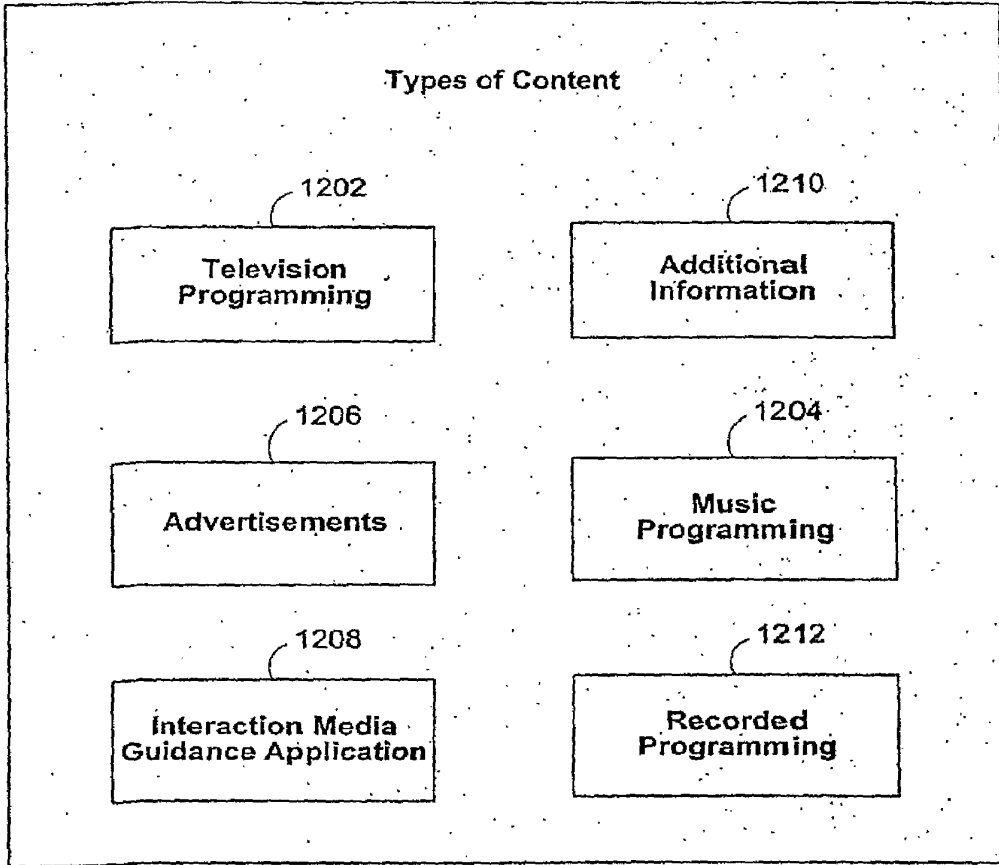 Types of Content
1202
Television
Programming
1210
Additional
Information
1206
Advertisements
1204
Music
Programming
1208
Interaction Media
Guidance Application
1212
Recorded
Programming